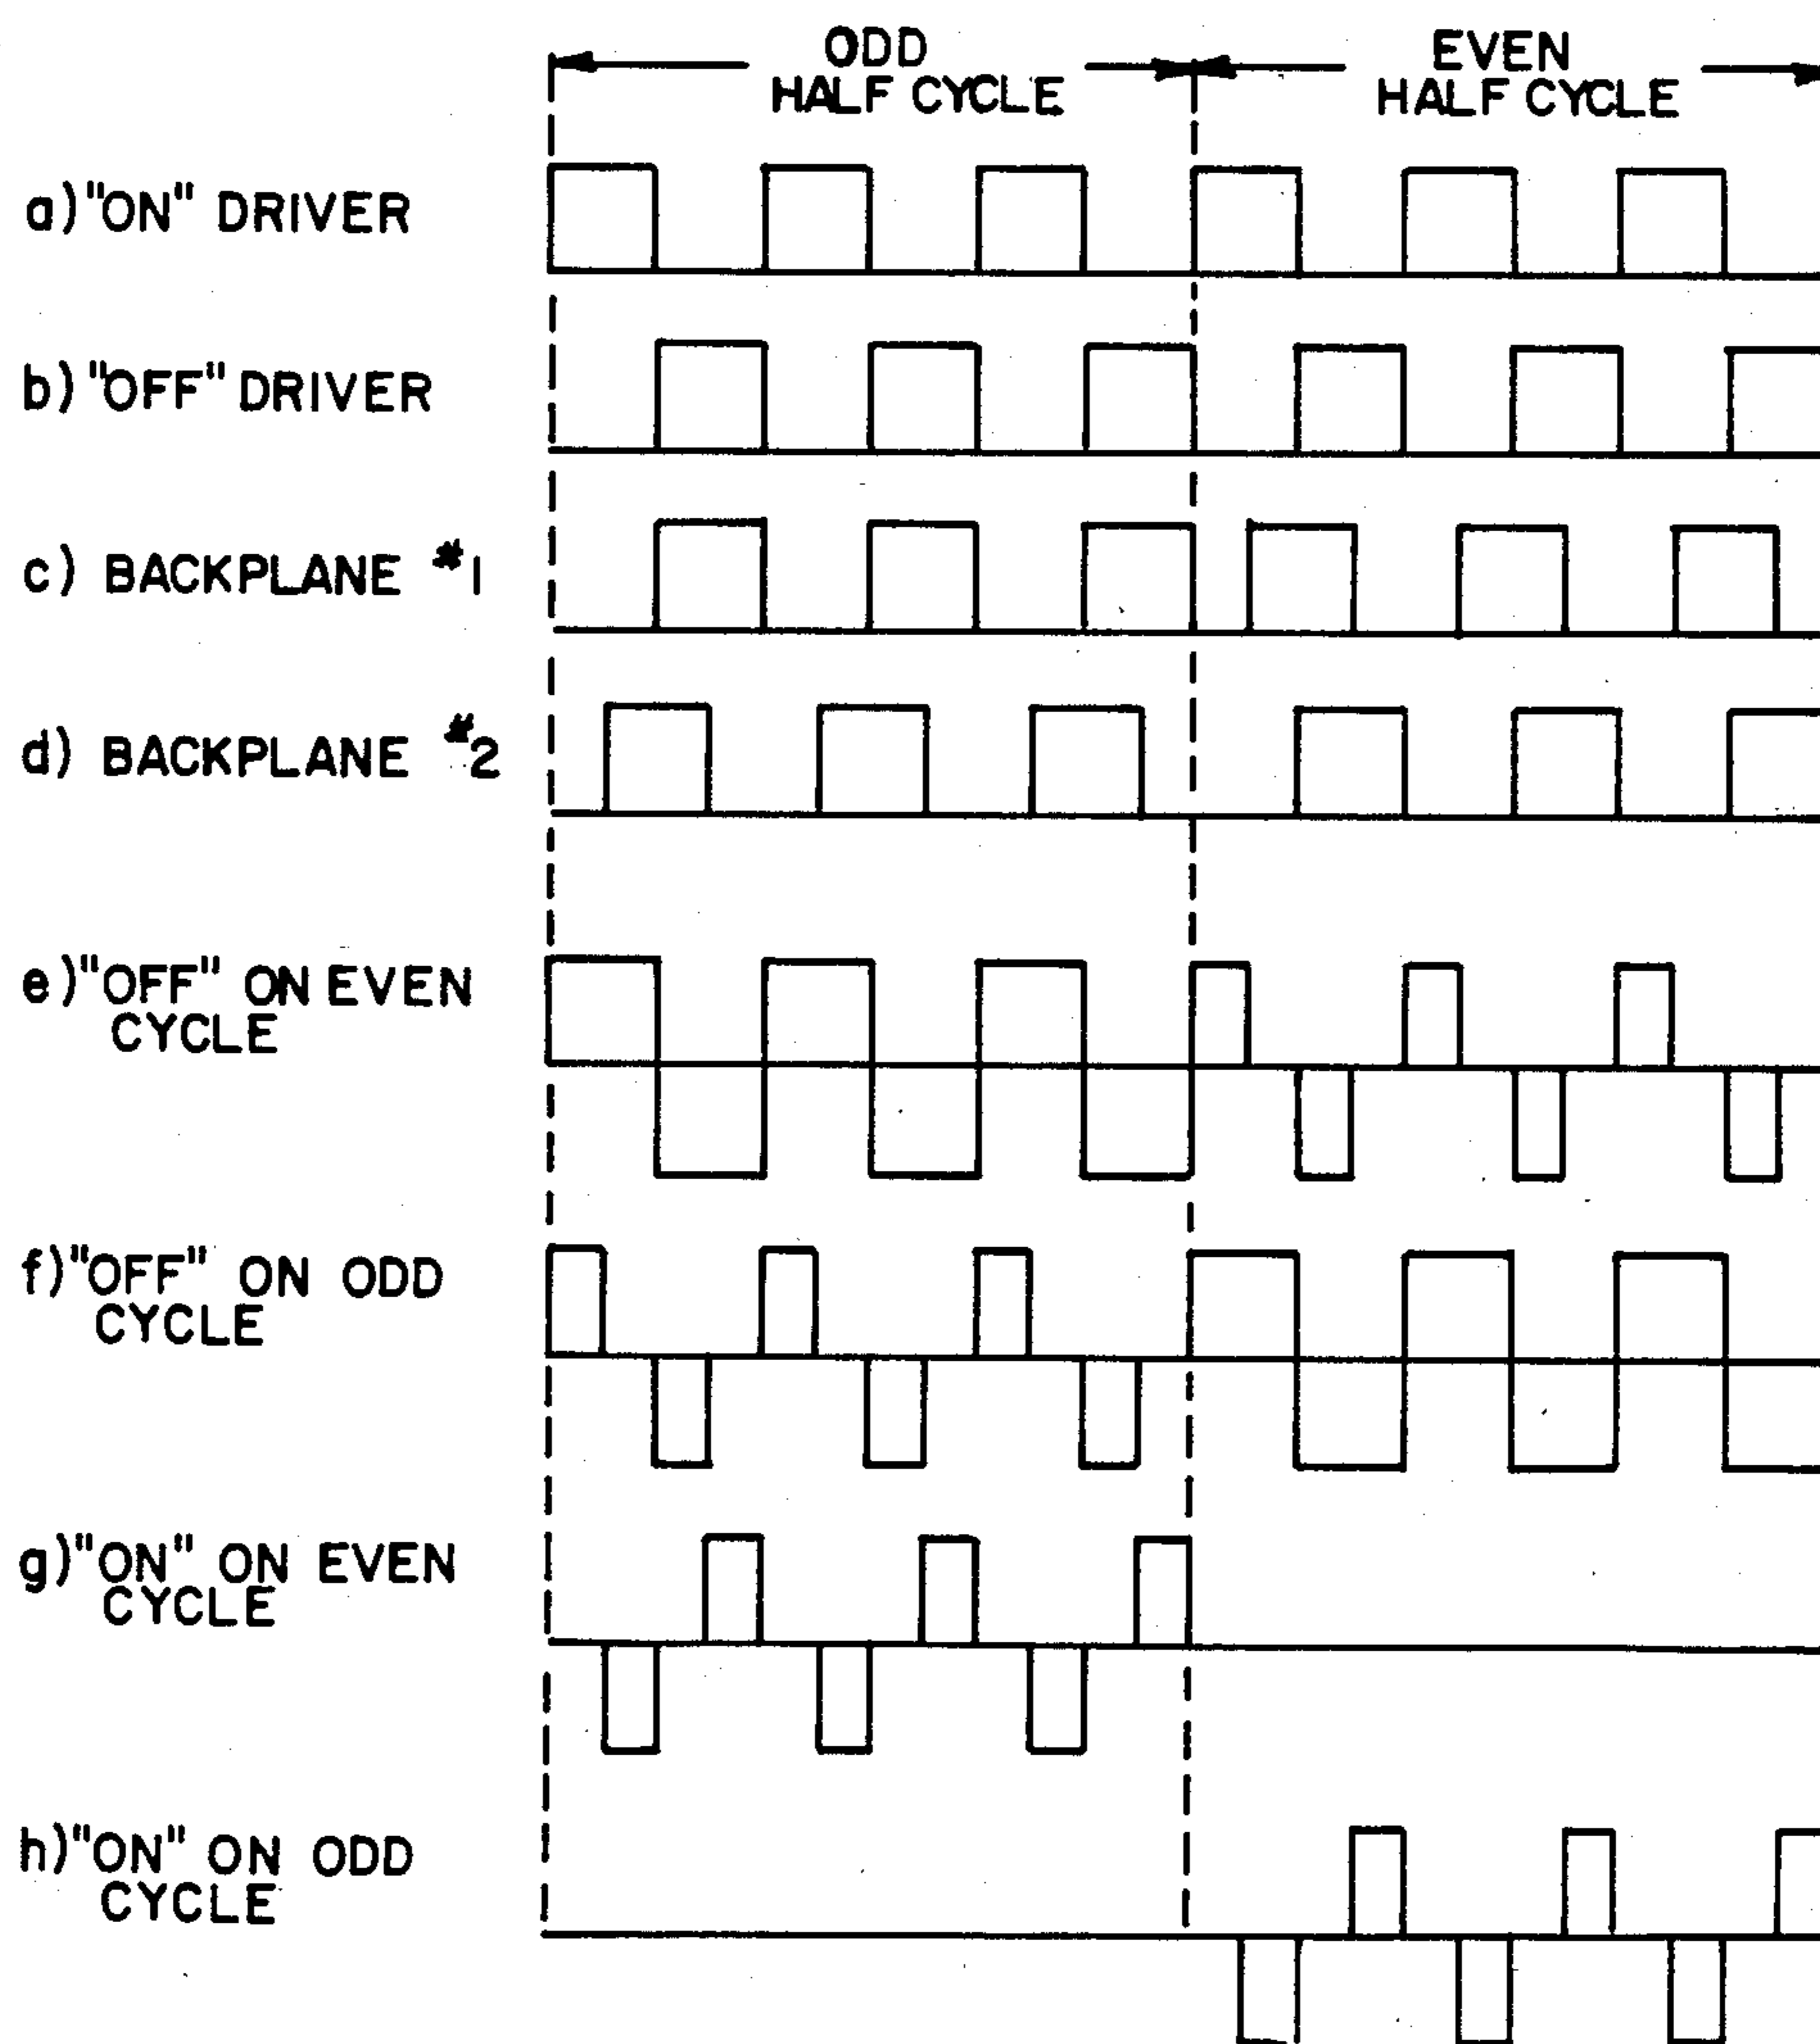 ODD
HALF CYCLE
EVEN
HALF CYCLE
a) "ON" DRIVER
b) "OFF" DRIVER
c) BACKPLANE #1
d) BACKPLANE #2
e) "OFF" ON EVEN
CYCLE
f) "OFF" ON ODD
CYCLE
g) "ON" ON EVEN
CYCLE
h) "ON" ON ODD
CYCLE